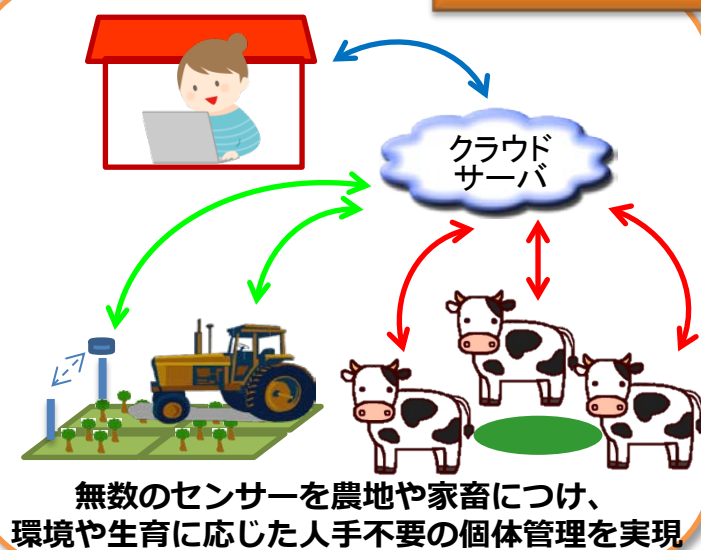 クラウド
サーバ
無数のセンサーを農地や家畜につけ、
環境や生育に応じた人手不要の個体管理を実現